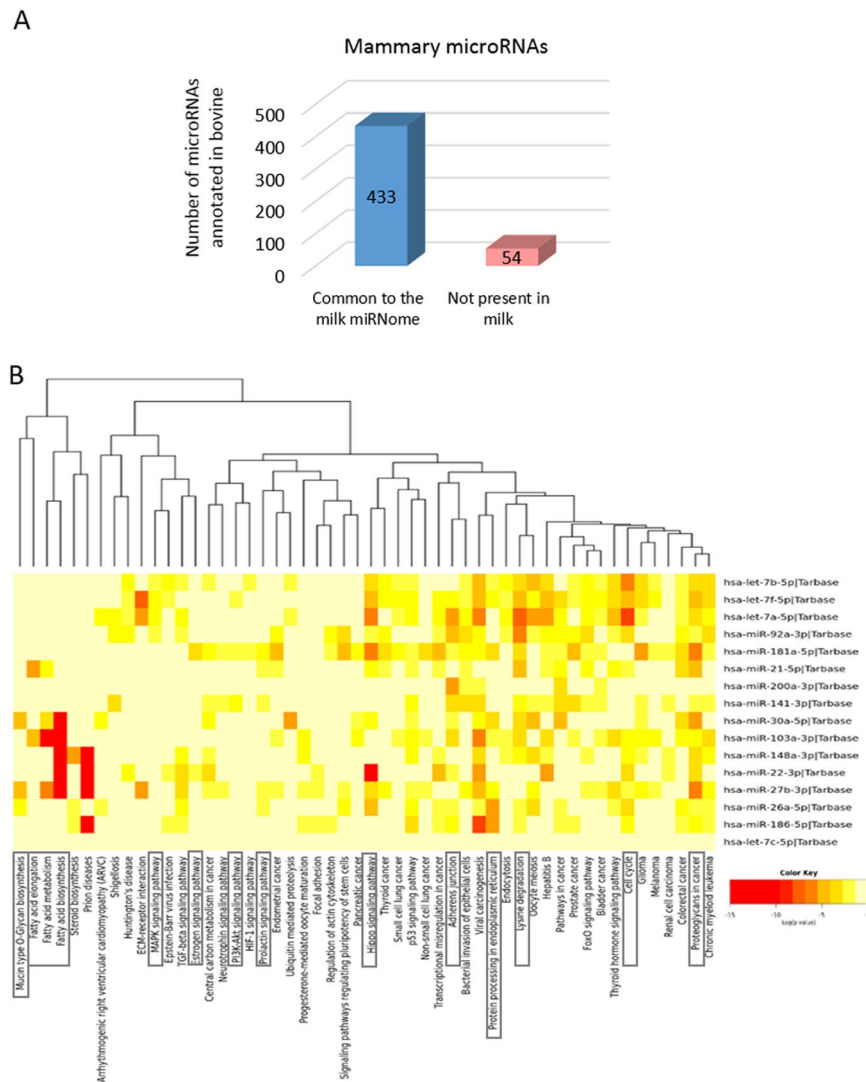 A
Mammary microRNAs
Number of microRNAs
annotated in bovine
500
400
300
200
100
0
433
54
Common to the
milk miRNome
Not present in
milk
B
hsa-let-7b-5p|Tarbase
hsa-let-7f-5p|Tarbase
hsa-let-7a-5p|Tarbase
hsa-miR-92a-3p|Tarbase
hsa-miR-181a-5p|Tarbase
hsa-miR-21-5p|Tarbase
hsa-miR-200a-3p|Tarbase
hsa-miR-141-3p|Tarbase
hsa-miR-30a-5p|Tarbase
hsa-miR-103a-3p|Tarbase
hsa-miR-148a-3p|Tarbase
hsa-miR-22-3p|Tarbase
hsa-miR-27b-3p|Tarbase
hsa-miR-26a-5p|Tarbase
hsa-miR-186-5p|Tarbase
hsa-let-7c-5p|Tarbase
Mucin type O-Glycan biosynthesis
Fatty acid elongation
Fatty acid metabolism
Fatty acid biosynthesis
Steroid biosynthesis
Prion diseases
Arrhythmogenic right ventricular cardiomyopathy (ARVC)
Shigellosis
Huntington's disease
ECM-receptor interaction
MAPK signaling pathway
Epstein-Barr virus infection
TGF-beta signaling pathway
Estrogen signaling pathway
Central carbon metabolism in cancer
Neurotrophin signaling pathway
PI3K-Akt signaling pathway
HIF-1 signaling pathway
Prolactin signaling pathway
Endometrial cancer
Ubiquitin mediated proteolysis
Progesterone-mediated oocyte maturation
Focal adhesion
Regulation of actin cytoskeleton
Signaling pathways regulating pluripotency of stem cells
Pancreatic cancer
Hippo signaling pathway
Thyroid cancer
Small cell lung cancer
p53 signaling pathway
Non-small cell lung cancer
Transcriptional misregulation in cancer
Adherens junction
Bacterial invasion of epithelial cells
Viral carcinogenesis
Protein processing in endoplasmic reticulum
Endocytosis
Lysine degradation
Oocyte meiosis
Hepatitis B
Pathways in cancer
Prostate cancer
FoxO signaling pathway
Bladder cancer
Thyroid hormone signaling pathway
Cell cycle
Glioma
Melanoma
Renal cell carcinoma
Colorectal cancer
Proteoglycans in cancer
Chronic myeloid leukemia
Color Key
-15
-10
-5
0
-Log(p-value)